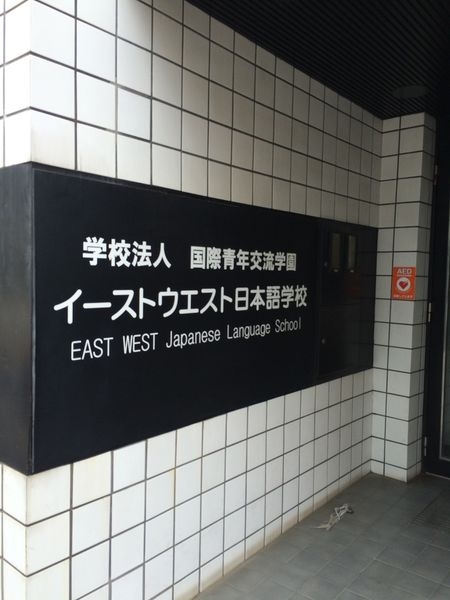 学校法人　国際青年交流学園
イーストウエスト日本語学校
EAST WEST Japanese Language School
AED